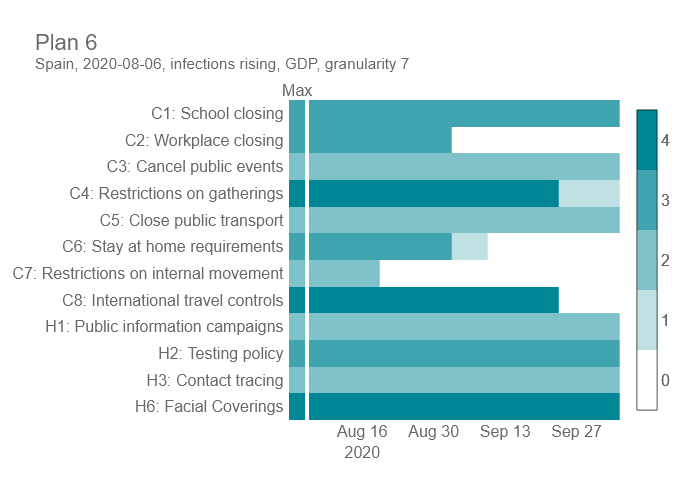 Plan 6
Spain, 2020-08-06, infections rising, GDP, granularity 7
Max
C1: School closing
C2: Workplace closing
C3: Cancel public events
C4: Restrictions on gatherings
C5: Close public transport
C6: Stay at home requirements
C7: Restrictions on internal movement
C8: International travel controls
H1: Public information campaigns
H2: Testing policy
H3: Contact tracing
H6: Facial Coverings
Aug 16 Aug 30 Sep 13 Sep 27
2020
4
3
2
1
0